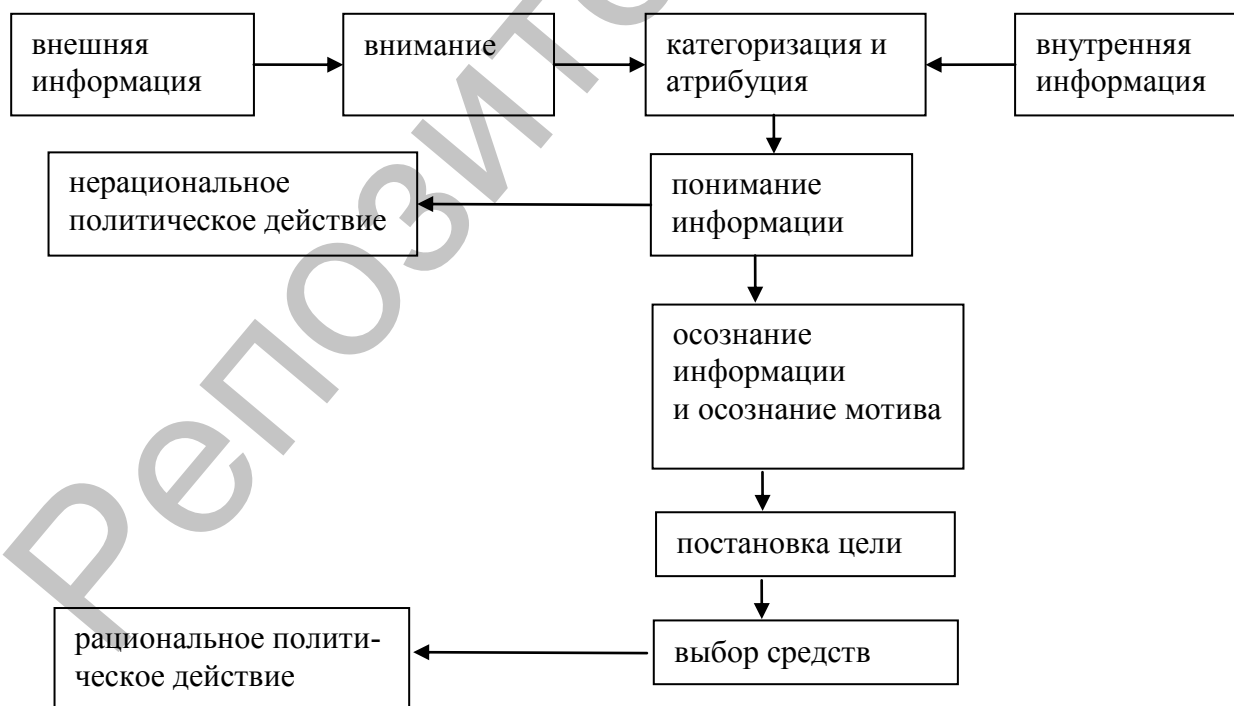 внешняя
информация
внимание
категоризация и
атрибуция
внутренняя
информация
нерациональное
политическое действие
понимание
информации
осознание
информации
и осознание мотива
постановка цели
рациональное полити-
ческое действие
выбор средств
Репозито